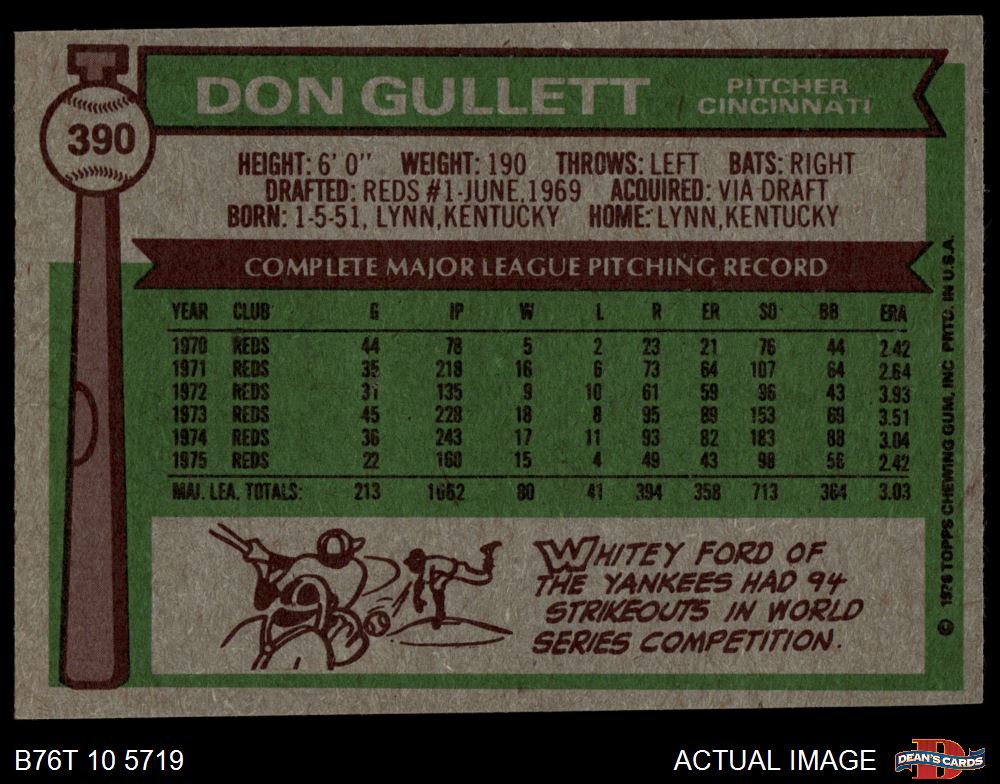 390
DON GULLETT
PITCHER
CINCINNATI
HEIGHT: 6' 0" WEIGHT: 190 THROWS: LEFT BATS: RIGHT
DRAFTED: REDS #1-JUNE, 1969 ACQUIRED: VIA DRAFT
BORN: 1-5-51, LYNN, KENTUCKY HOME: LYNN, KENTUCKY
COMPLETE MAJOR LEAGUE PITCHING RECORD
YEAR CLUB G IP W L R ER SO BB ERA
1970 REDS 44 78 5 2 23 21 76 44 2.42
1971 REDS 35 218 16 6 73 64 107 64 2.64
1972 REDS 31 135 9 10 61 59 96 43 3.93
1973 REDS 45 228 18 8 95 89 153 69 3.51
1974 REDS 36 243 17 11 93 82 183 88 3.04
1975 REDS 22 160 15 4 49 43 98 56 2.42
MAJ. LEA. TOTALS: 213 1062 80 41 394 358 713 364 3.03
WHITEY FORD OF
THE YANKEES HAD 94
STRIKEOUTS IN WORLD
SERIES COMPETITION.
© 1976 TOPPS CHEWING GUM, INC PRTD. IN U.S.A.
B76T 10 5719
ACTUAL IMAGE
D
DEAN'S CARDS